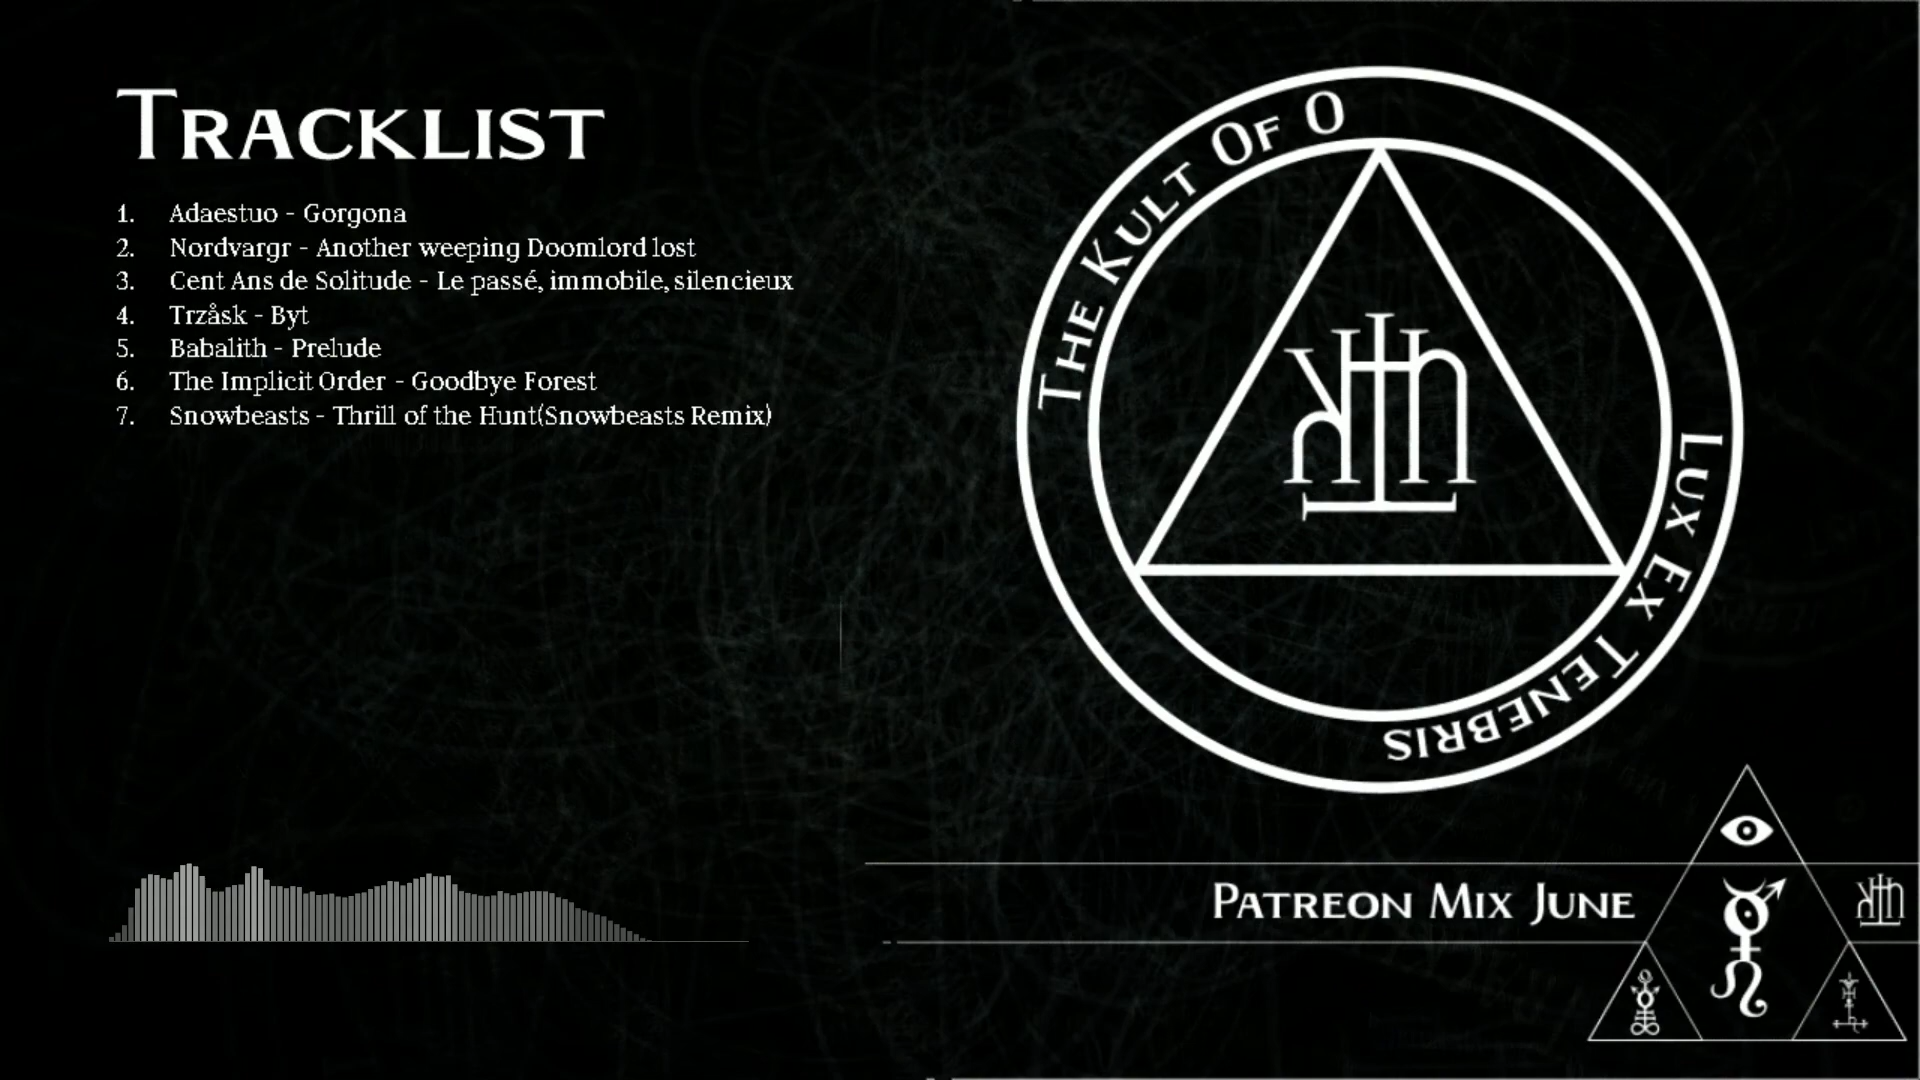 Tracklist
1. Adaestuo - Gorgona
2. Nordvargr - Another weeping Doomlord lost
3. Cent Ans de Solitude - Le passé, immobile, silencieux
4. Trzåsk - Byt
5. Babalith - Prelude
6. The Implicit Order - Goodbye Forest
7. Snowbeasts - Thrill of the Hunt(Snowbeasts Remix)
The Kult Of O
Lux Ex Tenebris
Patreon Mix June